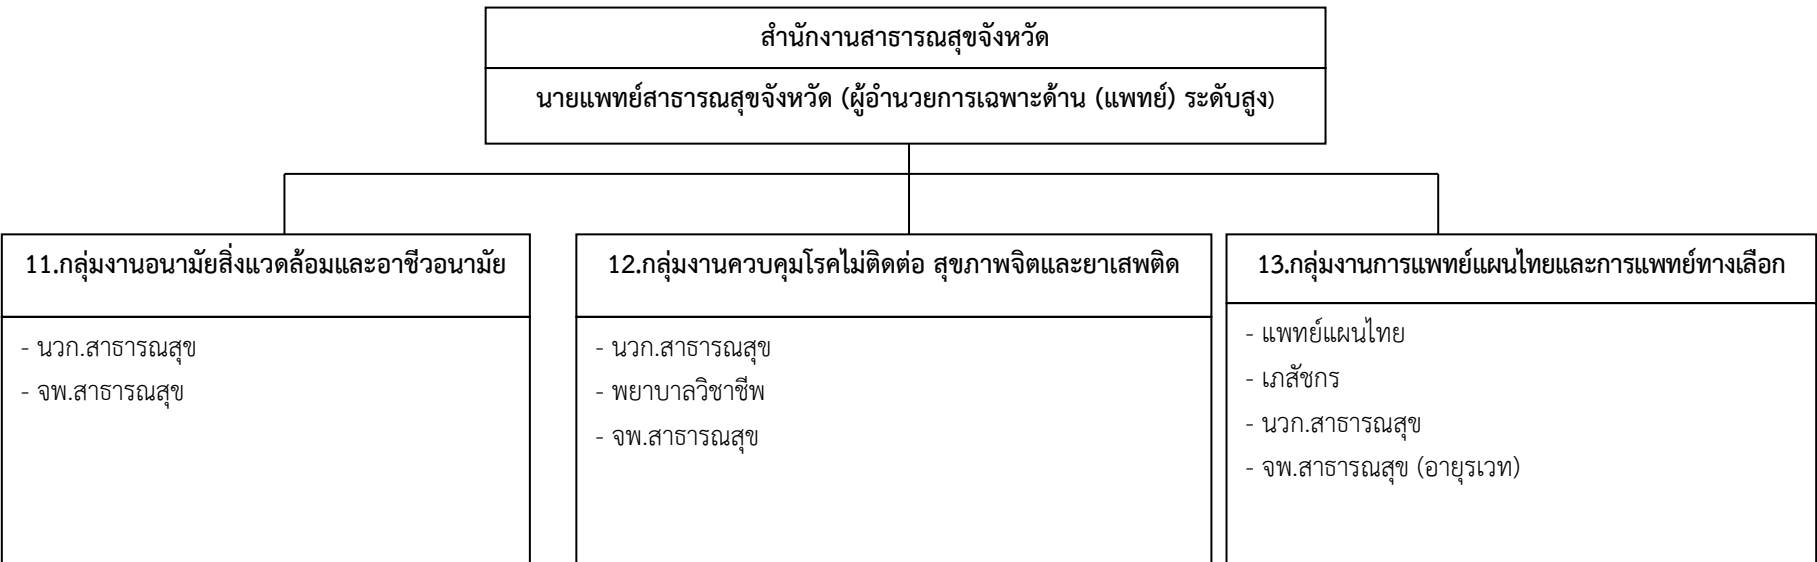 สำนักงานสาธารณสุขจังหวัด
นายแพทย์สาธารณสุขจังหวัด (ผู้อำนวยการเฉพาะด้าน (แพทย์) ระดับสูง)
11.กลุ่มงานอนามัยสิ่งแวดล้อมและอาชีวอนามัย
- นวก.สาธารณสุข
- จพ.สาธารณสุข
12.กลุ่มงานควบคุมโรคไม่ติดต่อ สุขภาพจิตและยาเสพติด
- นวก.สาธารณสุข
- พยาบาลวิชาชีพ
- จพ.สาธารณสุข
13.กลุ่มงานการแพทย์แผนไทยและการแพทย์ทางเลือก
- แพทย์แผนไทย
- เภสัชกร
- นวก.สาธารณสุข
- จพ.สาธารณสุข (อายุรเวท)